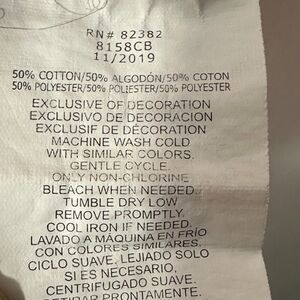 RN# 82382
8158CB
11/2019
50% COTTON/50% ALGODÓN/50% COTON
50% POLYESTER/50% POLIESTER/50% POLYESTER
EXCLUSIVE OF DECORATION
EXCLUSIVO DE DECORACION
EXCLUSIF DE DÉCORATION
MACHINE WASH COLD
WITH SIMILAR COLORS.
GENTLE CYCLE.
ONLY NON-CHLORINE
BLEACH WHEN NEEDED.
TUMBLE DRY LOW
REMOVE PROMPTLY.
COOL IRON IF NEEDED.
LAVADO A MÁQUINA EN FRÍO
CON COLORES SIMILARES.
CICLO SUAVE. LEJIADO SOLO
SI ES NECESARIO.
CENTRIFUGADO SUAVE.
RETIRAR PRONTAMENTE.